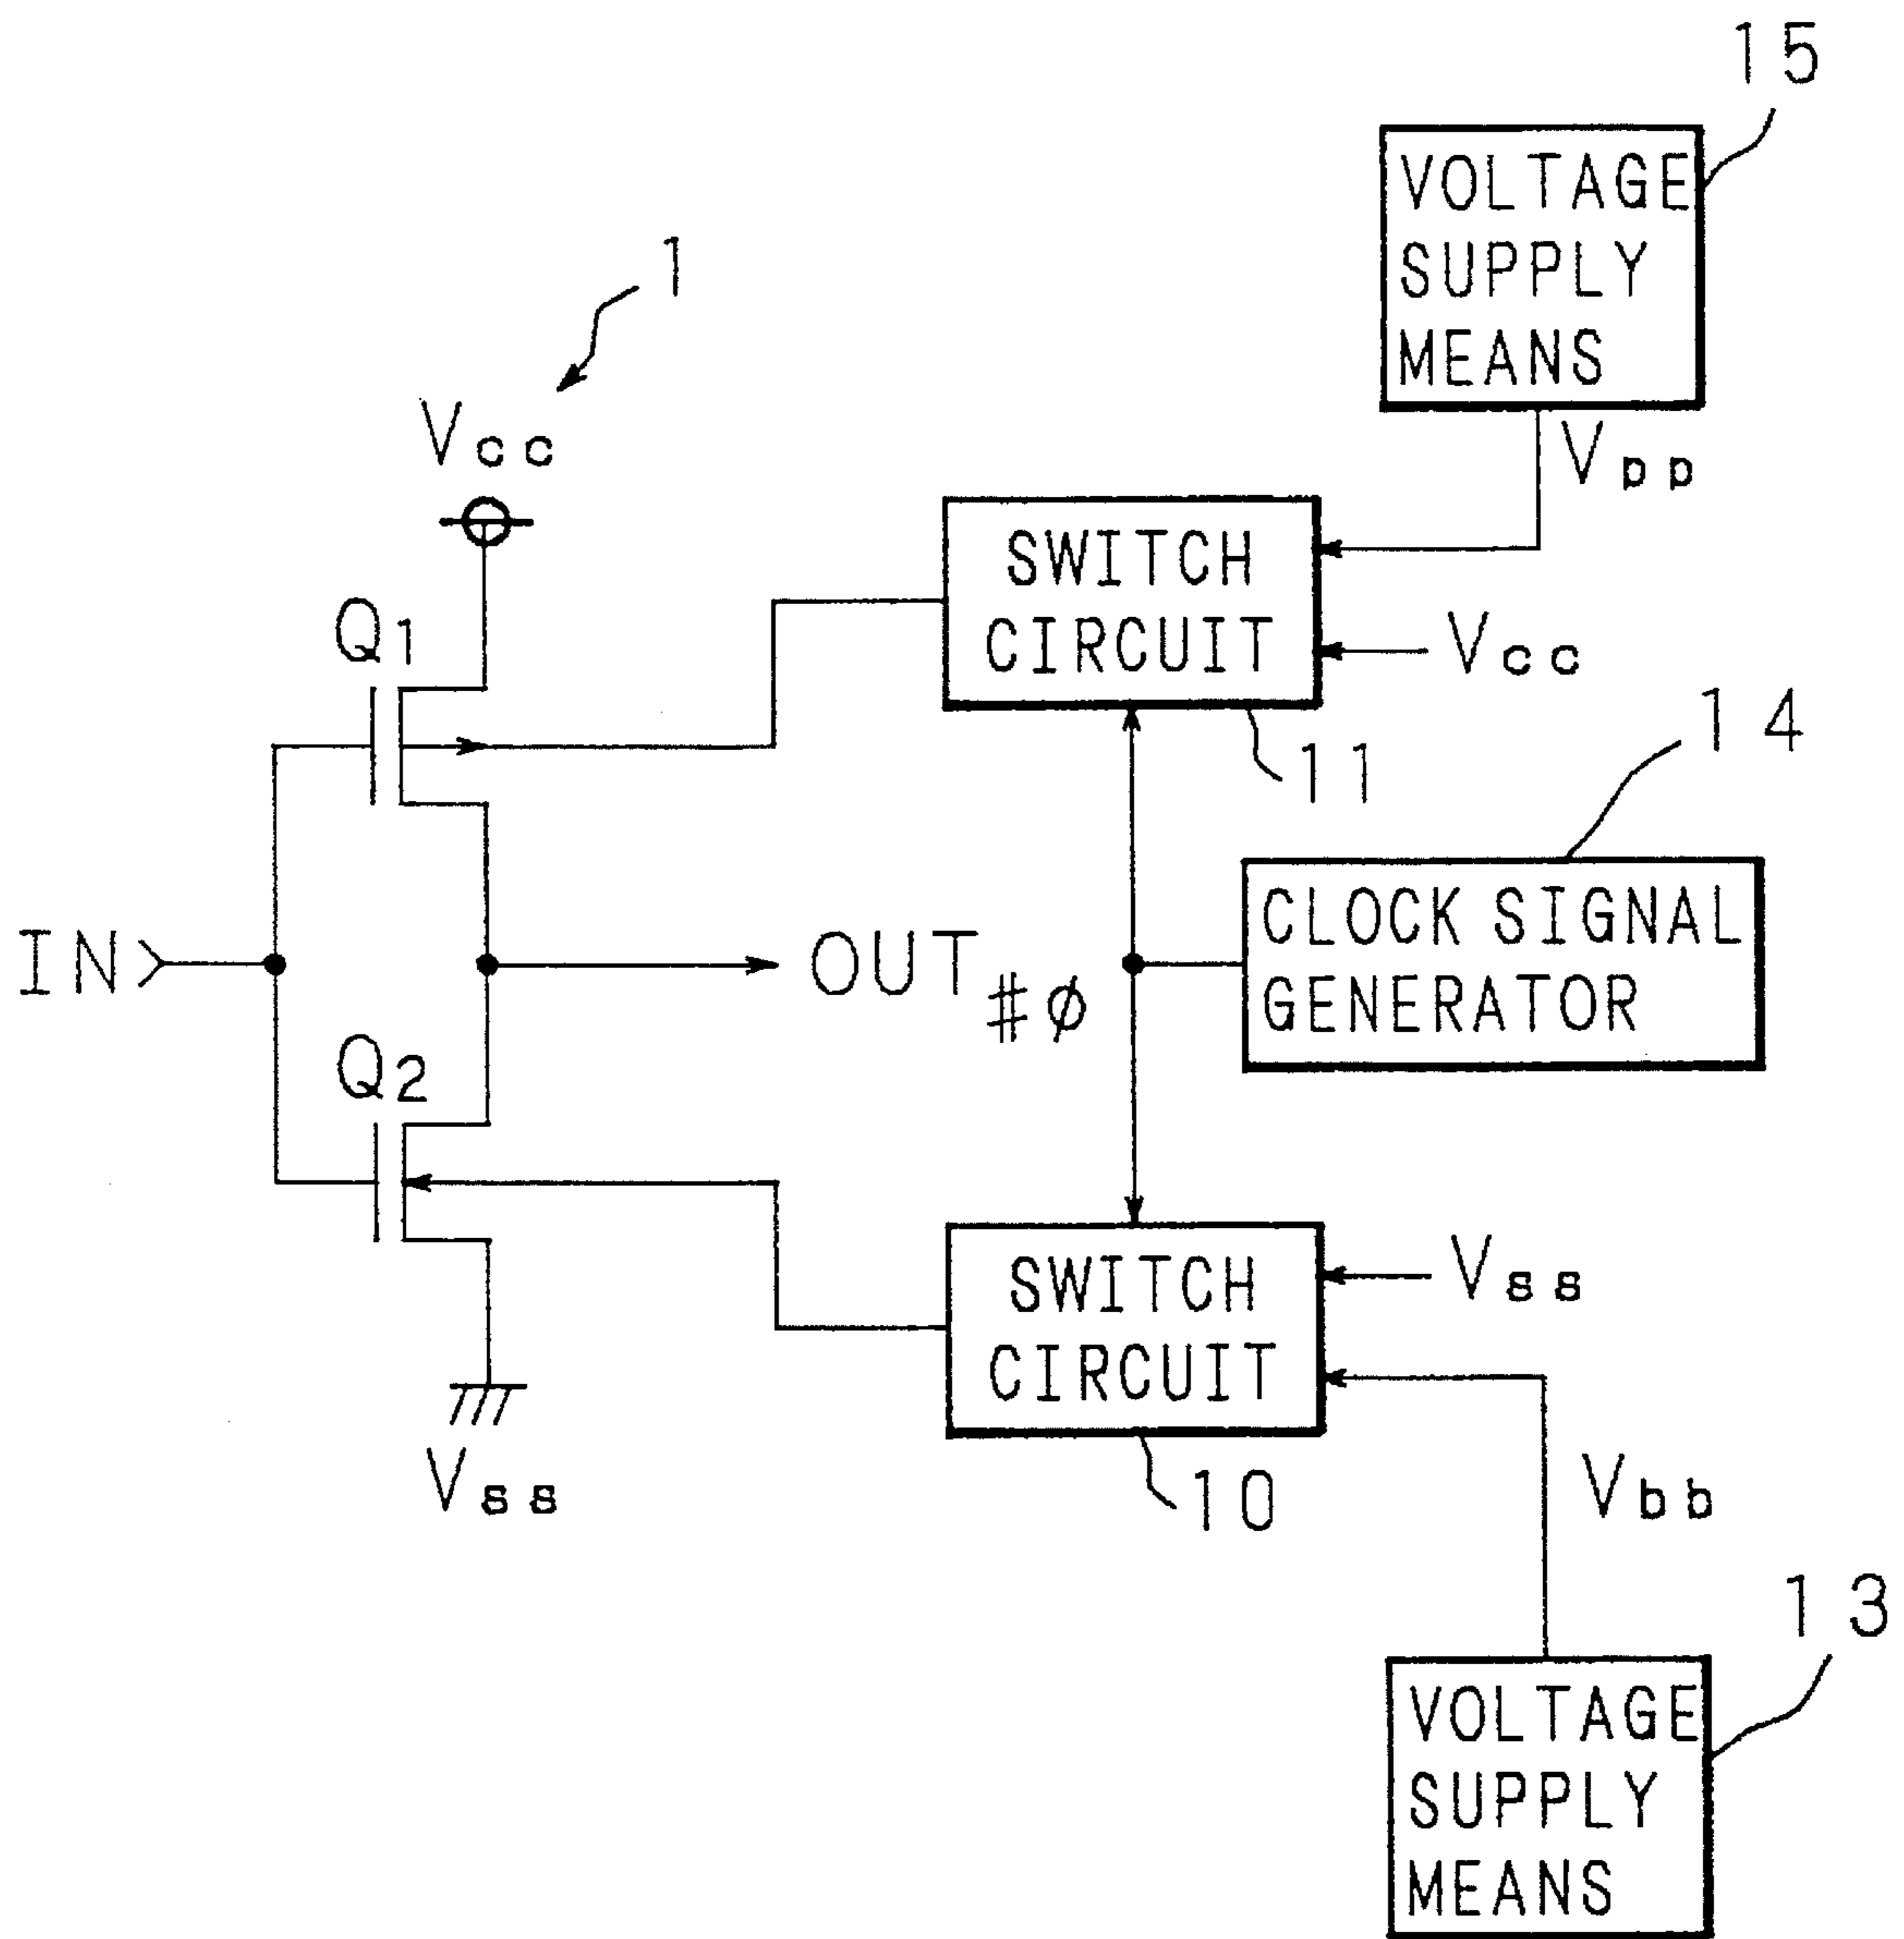 15
VOLTAGE
SUPPLY
MEANS
1
Vcc
Vpp
SWITCH
CIRCUIT
Q1
Vcc
14
11
CLOCK SIGNAL
GENERATOR
IN
OUT
#φ
Q2
SWITCH
CIRCUIT
Vss
Vss
10
Vbb
13
VOLTAGE
SUPPLY
MEANS